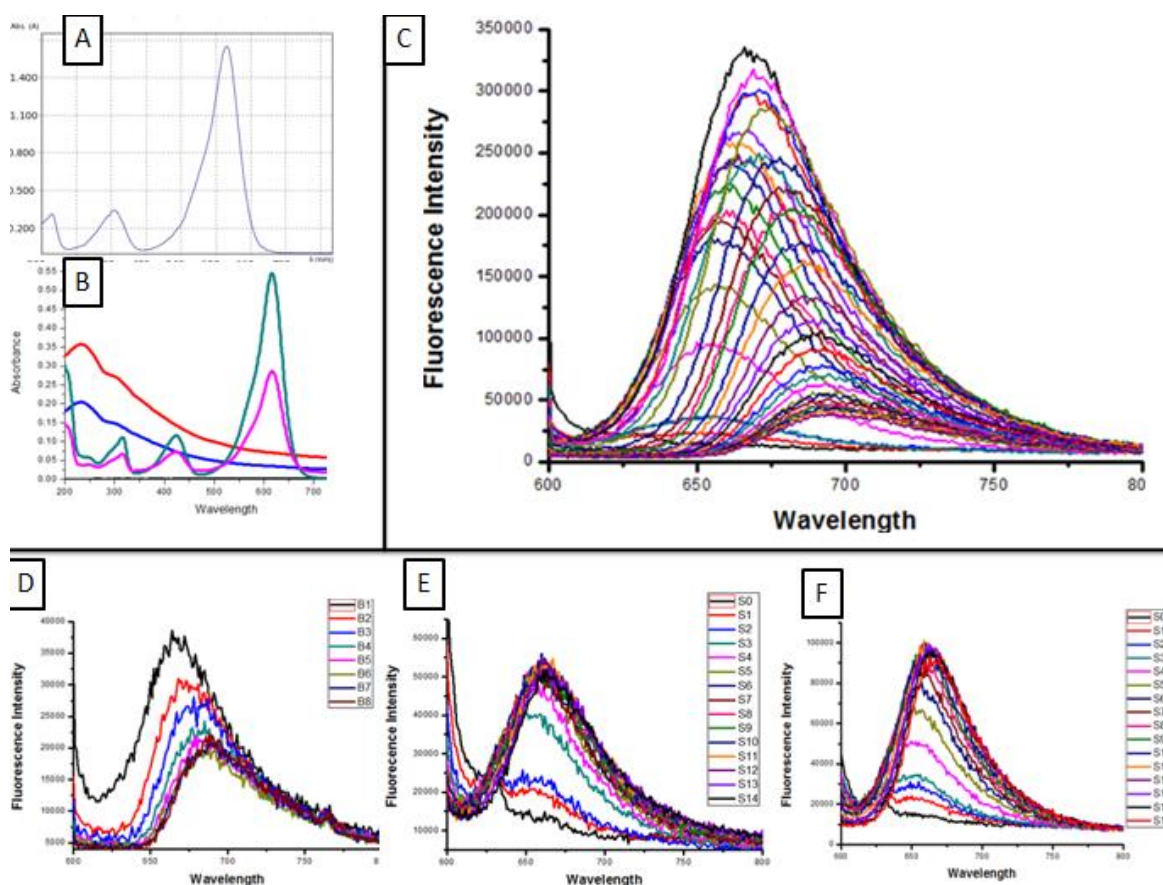 A
Abs. (A)
1.400
1.100
0.800
0.500
0.200
B
0.55
0.50
0.45
0.40
0.35
0.30
0.25
0.20
0.15
0.10
0.05
0.00
Absorbance
200 300 400 500 600 700
Wavelength
C
350000
300000
250000
200000
150000
100000
50000
0
Fluorescence Intensity
600 650 700 750 80
Wavelength
D
40000
35000
30000
25000
20000
15000
10000
5000
Fluorescence Intensity
600 650 700 750 80
Wavelength
B1
B2
B3
B4
B5
B6
B7
B8
E
60000
50000
40000
30000
20000
10000
Fluorecence Intensity
600 650 700 750 800
Wavelength
S0
S1
S2
S3
S4
S5
S6
S7
S8
S9
S10
S11
S12
S13
S14
F
100000
80000
60000
40000
20000
0
Fluorescence Intensity
600 650 700 750 800
Wavelength